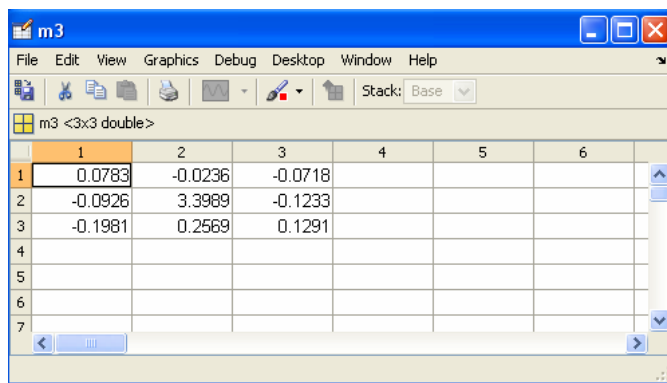 m3
File Edit View Graphics Debug Desktop Window Help
Stack: Base
m3 <3x3 double>
1 2 3 4 5 6
1 0.0783 -0.0236 -0.0718
2 -0.0926 3.3989 -0.1233
3 -0.1981 0.2569 0.1291
4
5
6
7